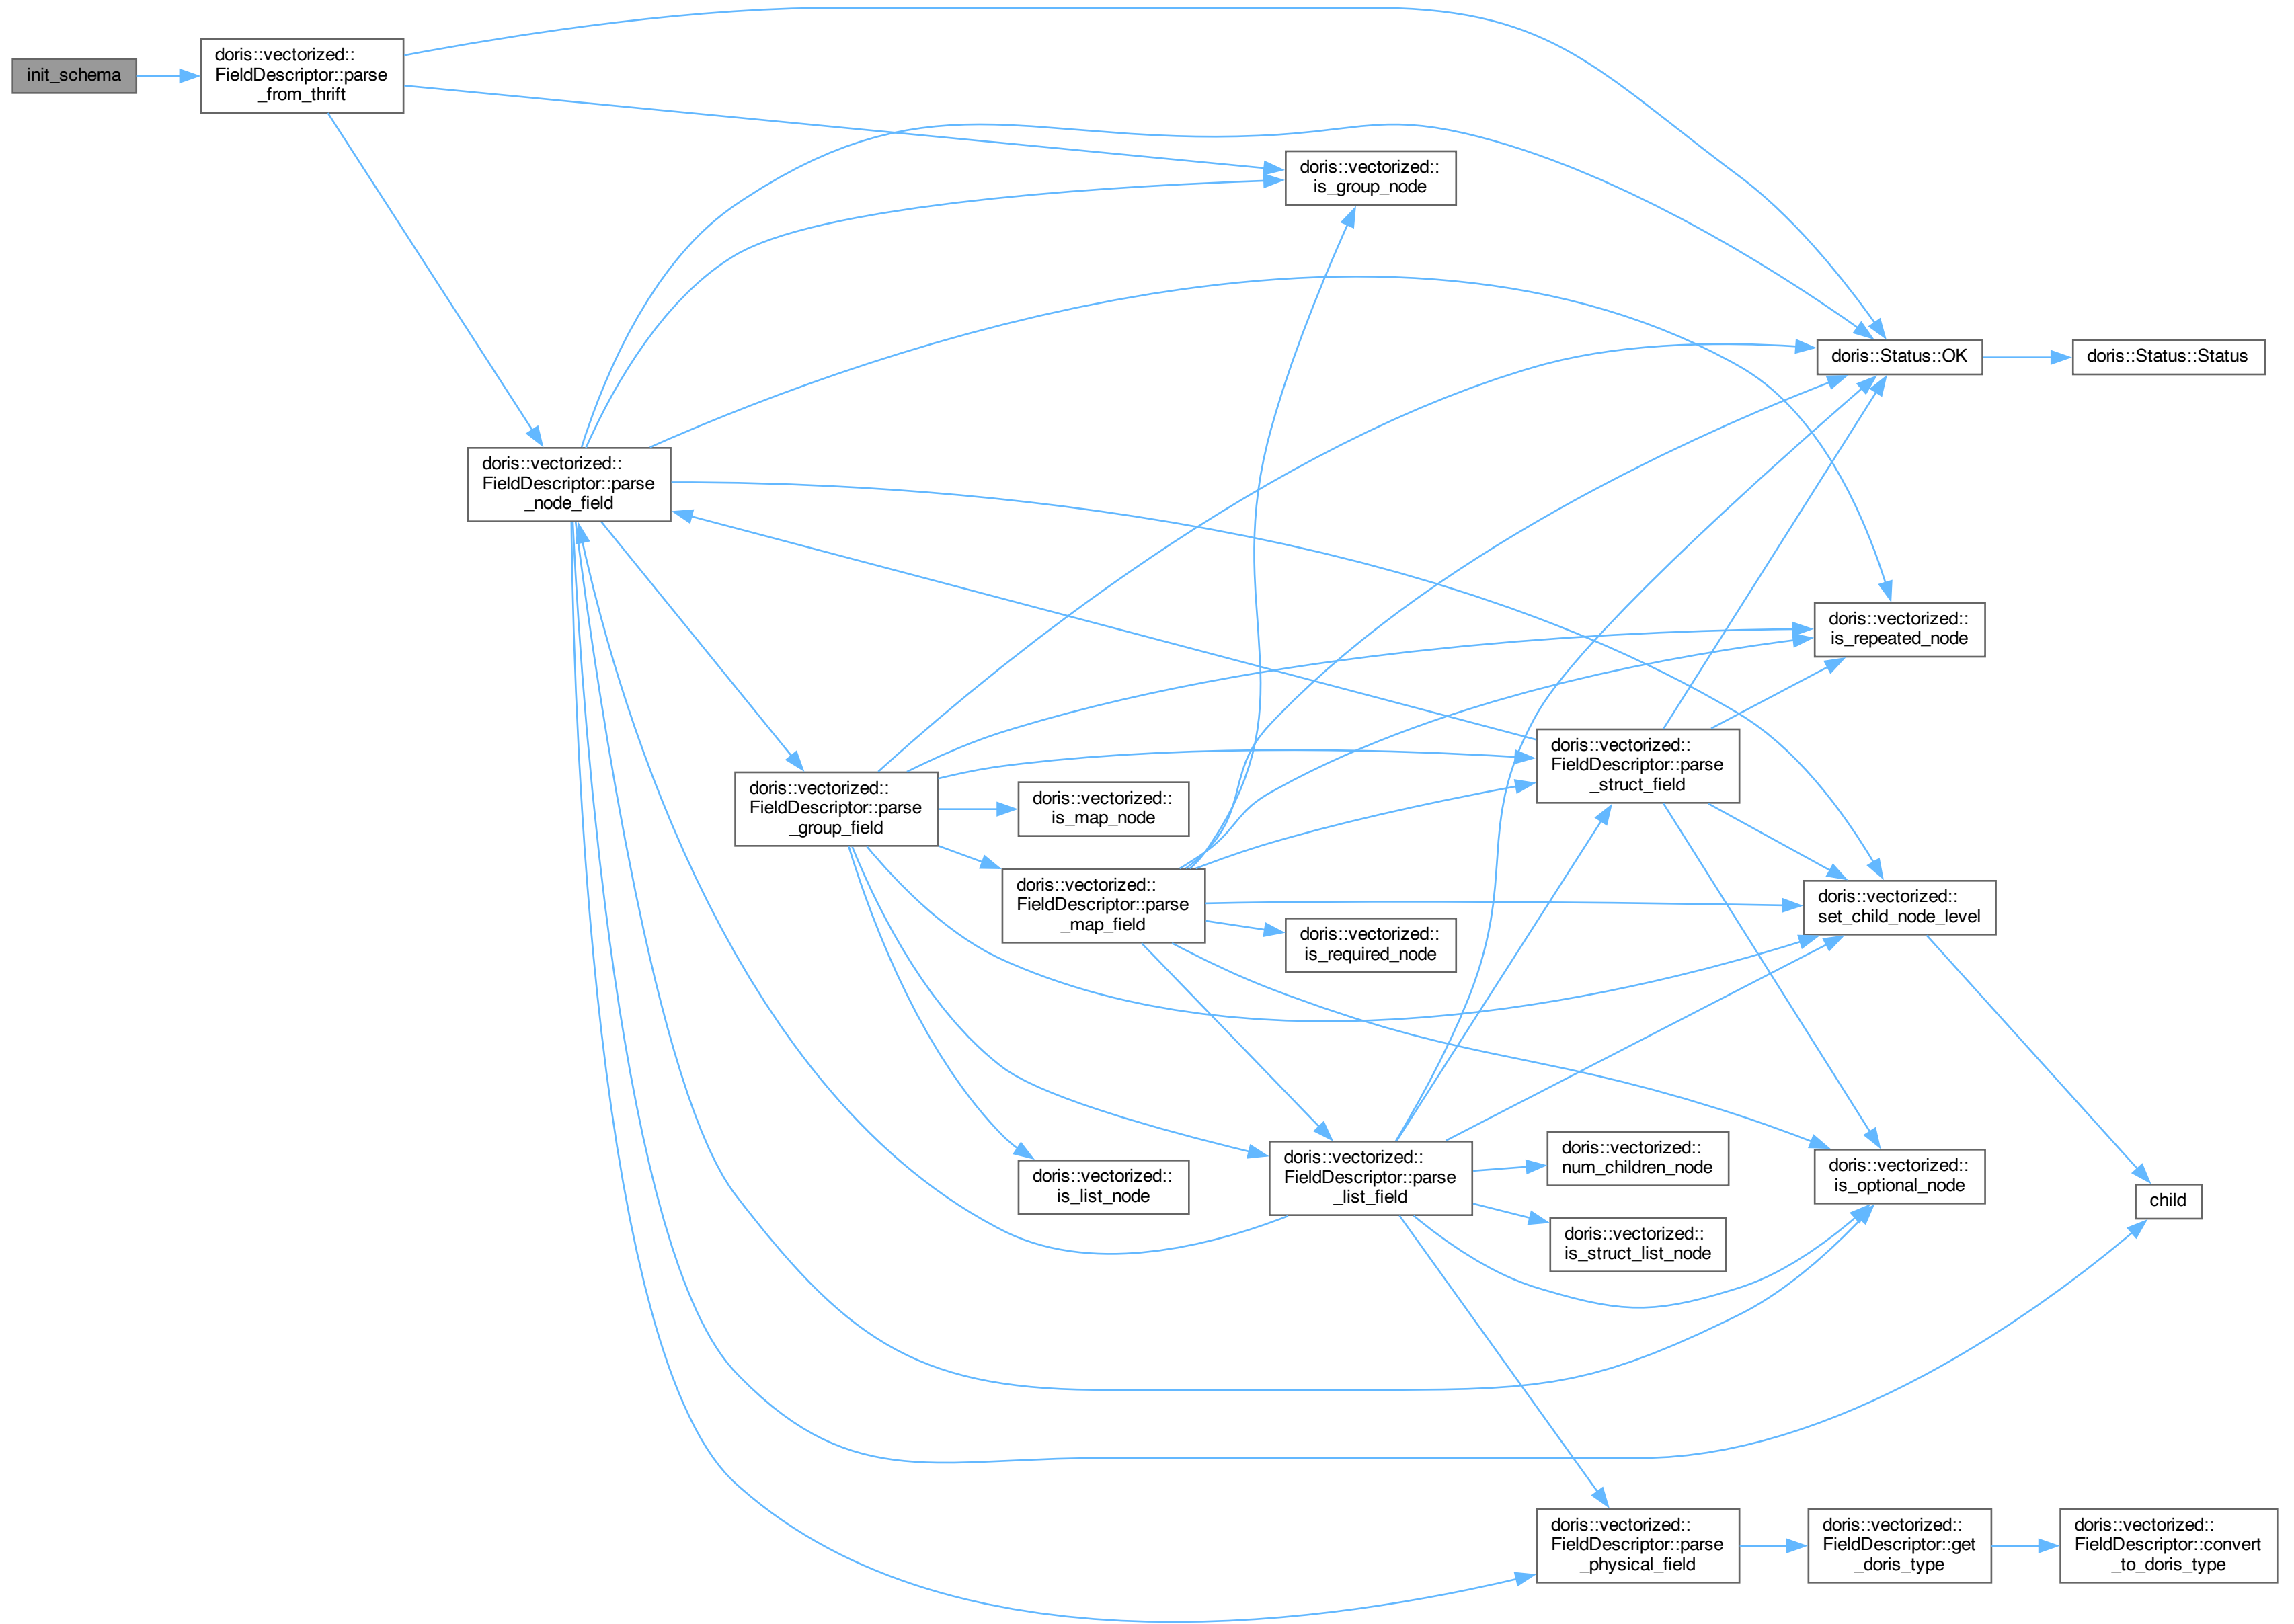 init_schema
doris::vectorized::
FieldDescriptor::parse
_from_thrift
doris::vectorized::
is_group_node
doris::Status::OK
doris::Status::Status
doris::vectorized::
FieldDescriptor::parse
_node_field
doris::vectorized::
is_repeated_node
doris::vectorized::
FieldDescriptor::parse
_struct_field
doris::vectorized::
FieldDescriptor::parse
_group_field
doris::vectorized::
is_map_node
doris::vectorized::
FieldDescriptor::parse
_map_field
doris::vectorized::
set_child_node_level
doris::vectorized::
is_required_node
doris::vectorized::
FieldDescriptor::parse
_list_field
doris::vectorized::
num_children_node
doris::vectorized::
is_optional_node
doris::vectorized::
is_list_node
child
doris::vectorized::
is_struct_list_node
doris::vectorized::
FieldDescriptor::parse
_physical_field
doris::vectorized::
FieldDescriptor::get
_doris_type
doris::vectorized::
FieldDescriptor::convert
_to_doris_type